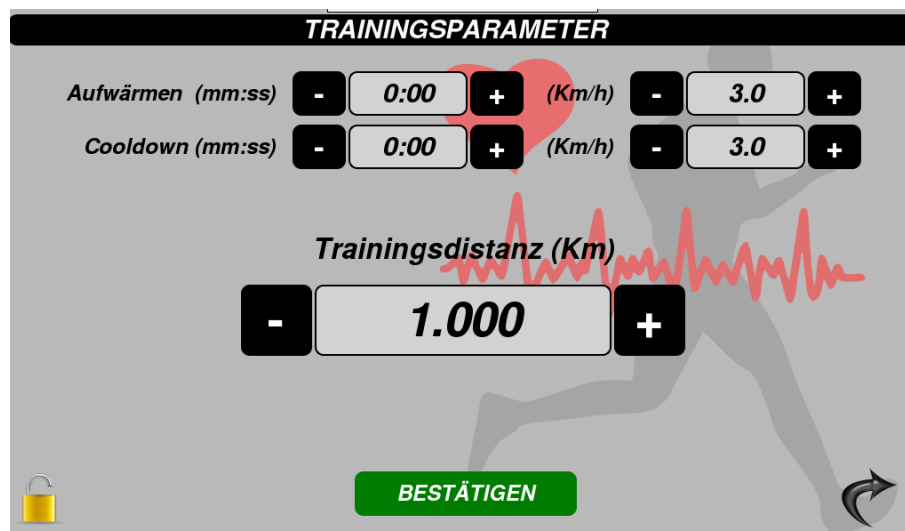 TRAININGSPARAMETER
Aufwärmen (mm:ss) - 0:00 + (Km/h) - 3.0 +
Cooldown (mm:ss) - 0:00 + (Km/h) - 3.0 +
Trainingsdistanz (Km)
- 1.000 +
BESTÄTIGEN